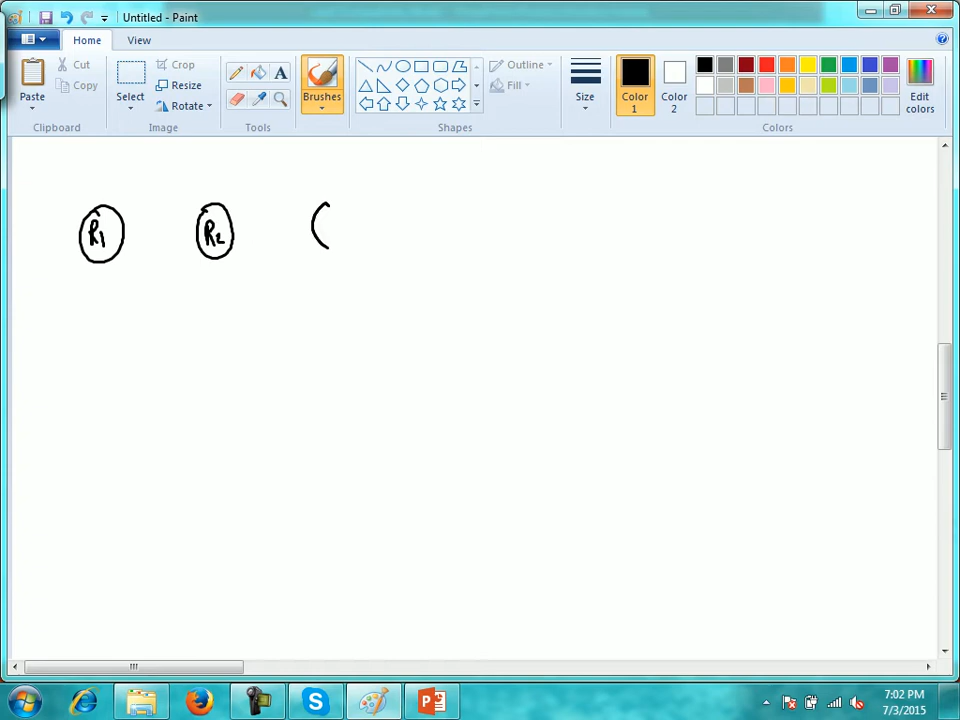 Untitled - Paint
Home View
Paste
Cut
Copy
Clipboard
Select
Crop
Resize
Rotate
Image
A
Tools
Brushes
Shapes
Outline
Fill
Size
Color 1
Color 2
Edit colors
Colors
R1 R2
7:02 PM
7/3/2015